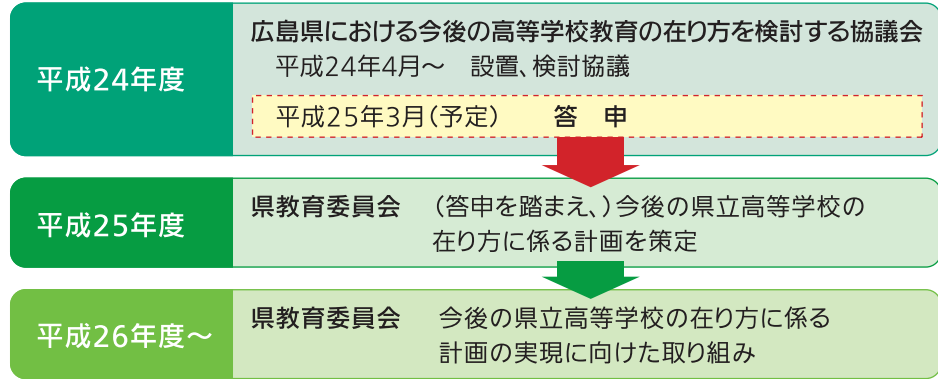 平成24年度
広島県における今後の高等学校教育の在り方を検討する協議会
平成24年4月～　設置、検討協議
平成25年3月（予定）　答　申
平成25年度
県教育委員会　（答申を踏まえ、）今後の県立高等学校の
在り方に係る計画を策定
平成26年度～
県教育委員会　今後の県立高等学校の在り方に係る
計画の実現に向けた取り組み